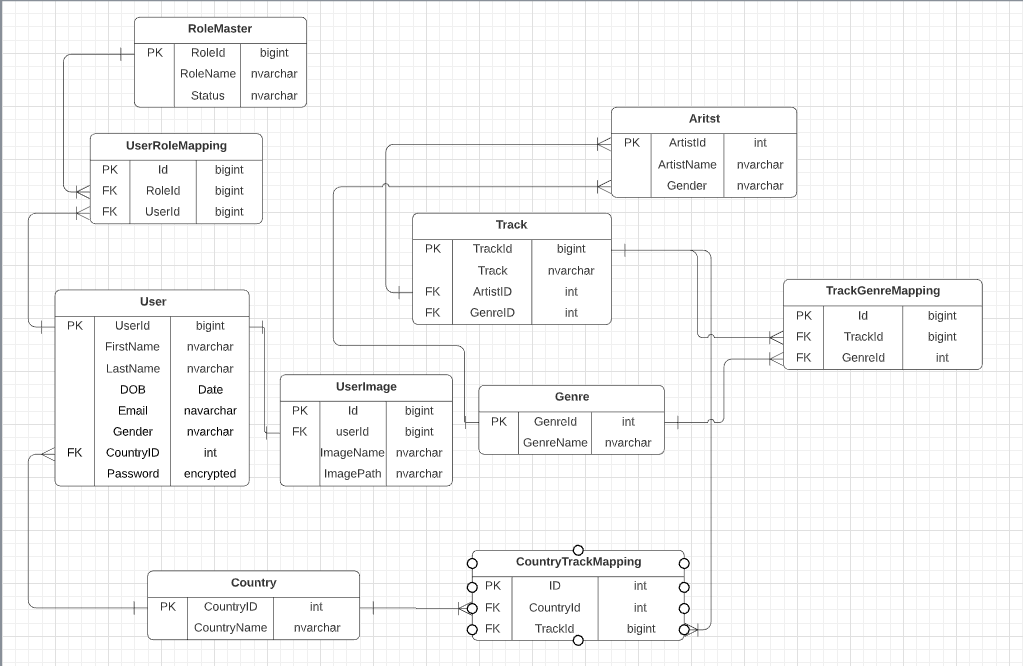 RoleMaster
PK RoleId bigint
RoleName nvarchar
Status nvarchar
UserRoleMapping
PK Id bigint
FK RoleId bigint
FK UserId bigint
Aritst
PK ArtistId int
ArtistName nvarchar
Gender nvarchar
Track
PK TrackId bigint
Track nvarchar
FK ArtistID int
FK GenreID int
TrackGenreMapping
PK Id bigint
FK TrackId bigint
FK GenreId int
User
PK UserId bigint
FirstName nvarchar
LastName nvarchar
DOB Date
Email navarchar
Gender nvarchar
FK CountryID int
Password encrypted
UserImage
PK Id bigint
FK userId bigint
ImageName nvarchar
ImagePath nvarchar
Genre
PK GenreId int
GenreName nvarchar
Country
PK CountryID int
CountryName nvarchar
CountryTrackMapping
PK ID int
FK CountryId int
FK TrackId bigint